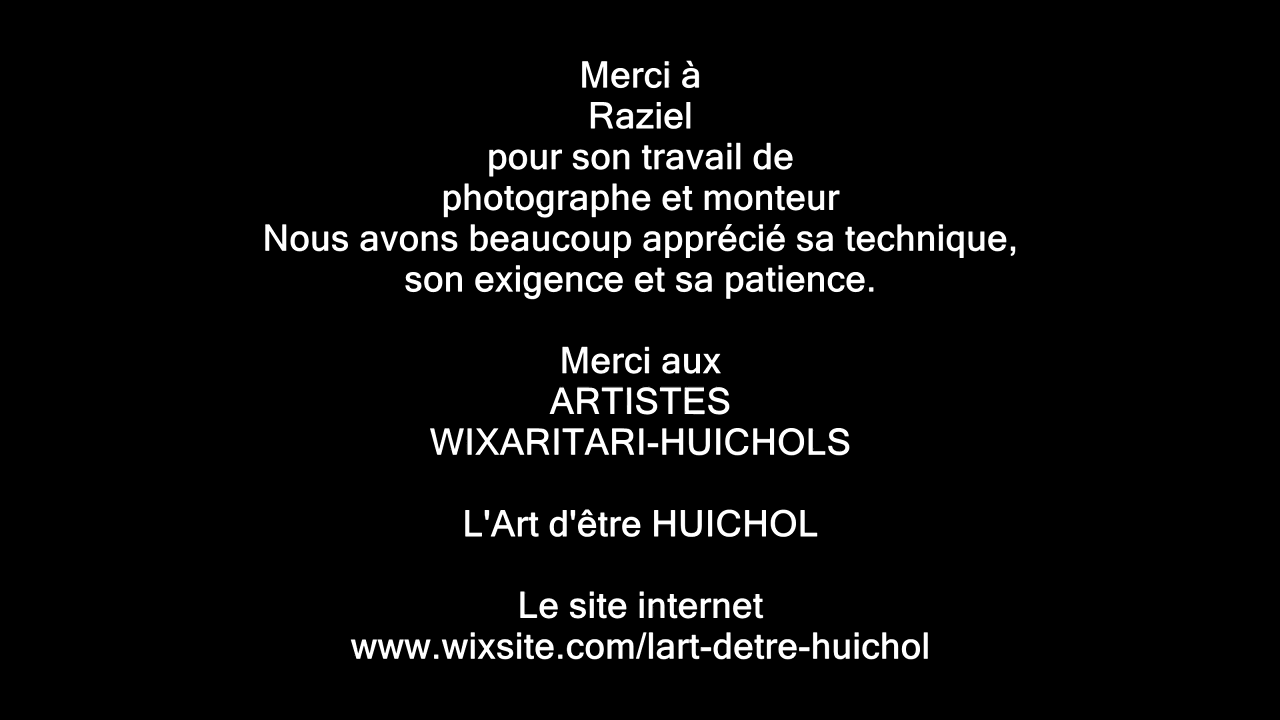 Merci à
Raziel
pour son travail de
photographe et monteur
Nous avons beaucoup apprécié sa technique,
son exigence et sa patience.
Merci aux
ARTISTES
WIXARITARI-HUICHOLS
L'Art d'être HUICHOL
Le site internet
www.wixsite.com/lart-detre-huichol